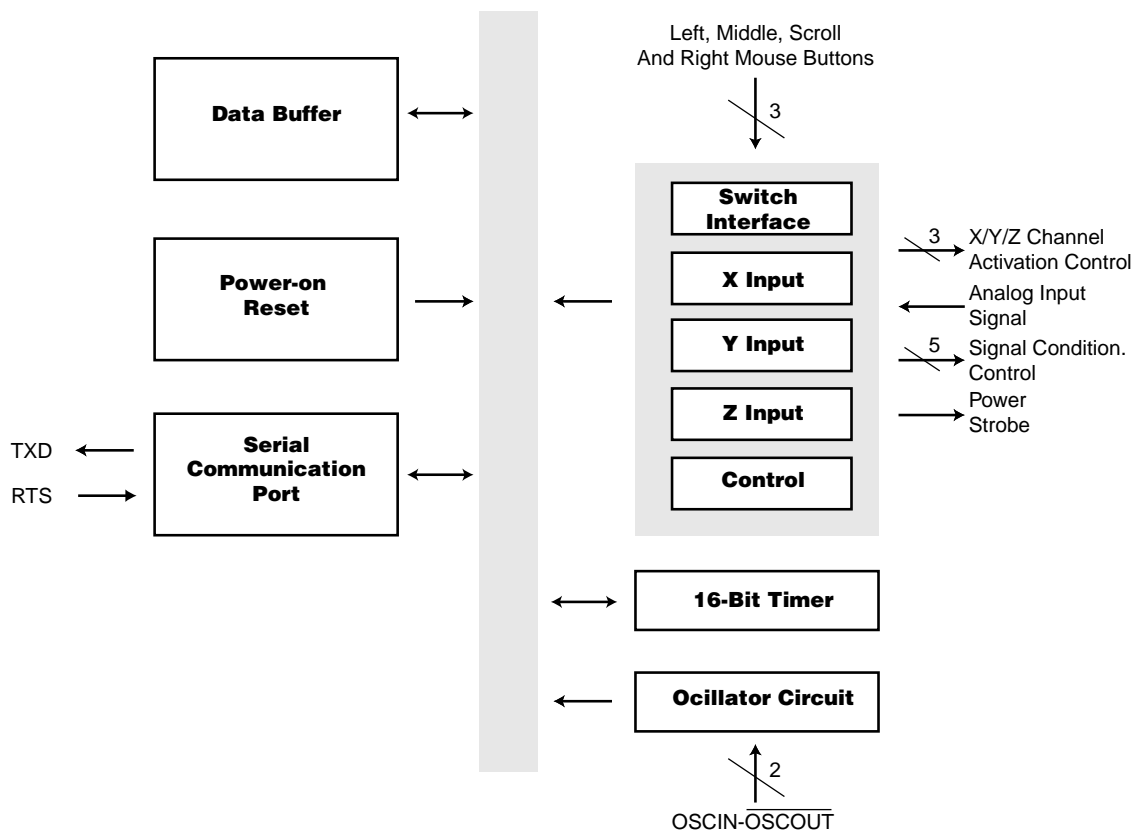 Left, Middle, Scroll
And Right Mouse Buttons
3
Data Buffer
Power-on
Reset
TXD
RTS
Serial
Communication
Port
Switch
Interface
X Input
Y Input
Z Input
Control
3
X/Y/Z Channel
Activation Control
Analog Input
Signal
5
Signal Condition.
Control
Power
Strobe
16-Bit Timer
Ocillator Circuit
2
OSCIN-OSCOUT